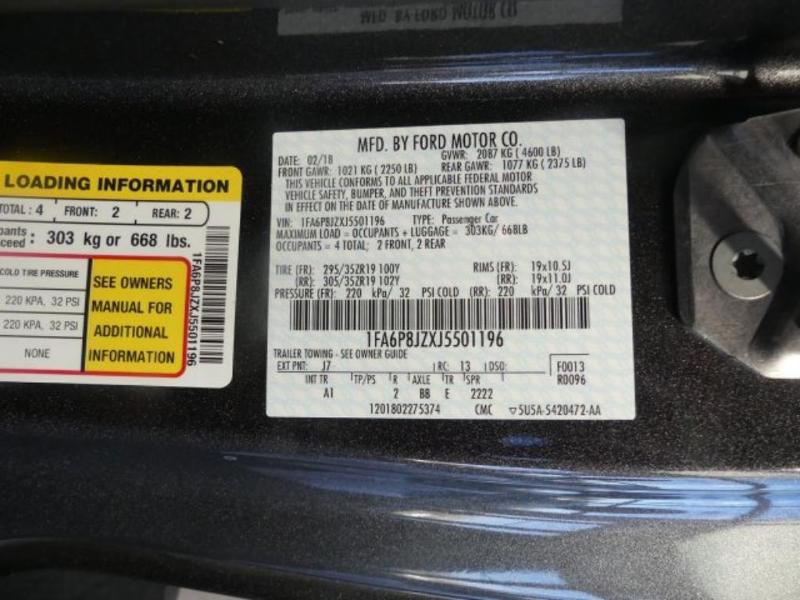 MFD. BY FORD MOTOR CO.
LOADING INFORMATION
TOTAL: 4 FRONT: 2 REAR: 2
303 kg or 668 lbs.
COLD TIRE PRESSURE
220 KPA, 32 PSI
220 KPA, 32 PSI
NONE
SEE OWNERS
MANUAL FOR
ADDITIONAL
INFORMATION
1FA6P8JZXJ5501196
MFD. BY FORD MOTOR CO.
DATE: 02/18 GVWR: 2087 KG ( 4600 LB)
FRONT GAWR: 1021 KG ( 2250 LB) REAR GAWR: 1077 KG ( 2375 LB)
THIS VEHICLE CONFORMS TO ALL APPLICABLE FEDERAL MOTOR
VEHICLE SAFETY, BUMPER, AND THEFT PREVENTION STANDARDS
IN EFFECT ON THE DATE OF MANUFACTURE SHOWN ABOVE.
VIN: 1FA6P8JZXJ5501196 TYPE: Passenger Car
MAXIMUM LOAD = OCCUPANTS + LUGGAGE = 303KG/ 668LB
OCCUPANTS = 4 TOTAL; 2 FRONT, 2 REAR
TIRE (FR): 295/35ZR19 100Y RIMS (FR): 19x10.5J
(RR): 305/35ZR19 102Y (RR): 19x11.0J
PRESSURE (FR): 220 kPa/ 32 PSI COLD (RR): 220 kPa/ 32 PSI COLD
1FA6P8JZXJ5501196
TRAILER TOWING - SEE OWNER GUIDE
EXT PNT: J7 RC: 13 DSO: F0013
INT TR TP/PS R AXLE TR SPR R0096
A1 2 B8 E 2222
1201802275374 CMC ▽5U5A-5420472-AA